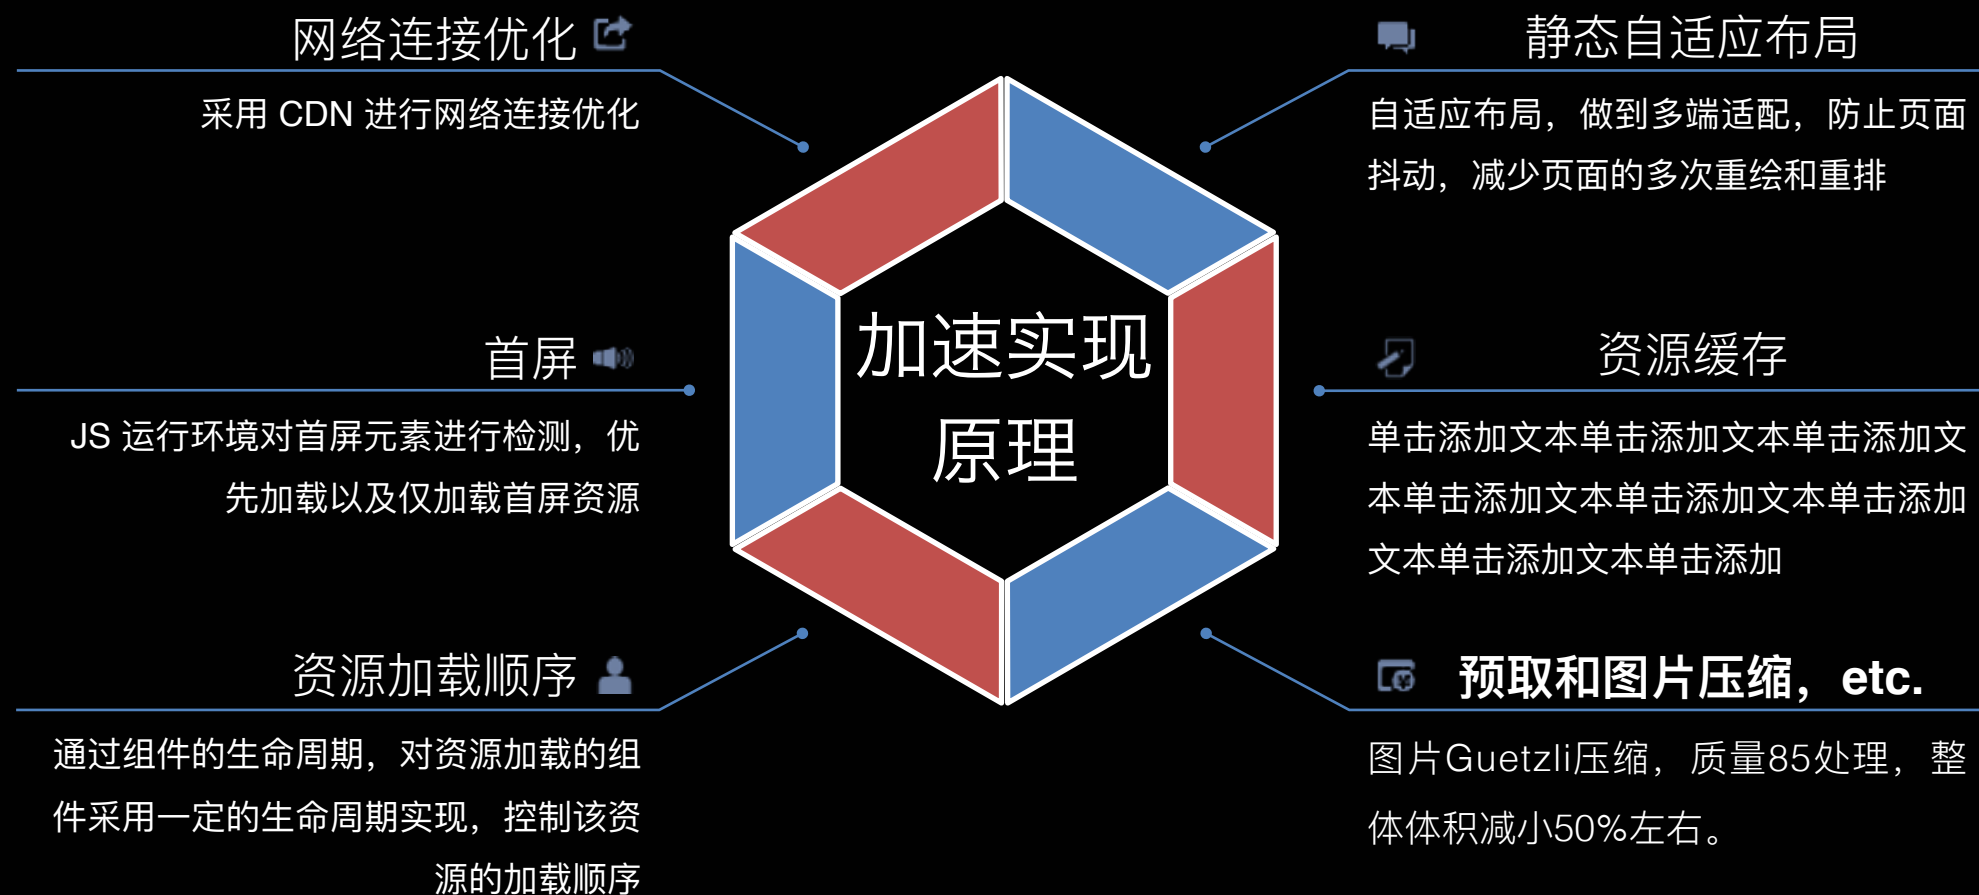 网络连接优化
采用 CDN 进行网络连接优化
首屏
JS 运行环境对首屏元素进行检测，优
先加载以及仅加载首屏资源
资源加载顺序
通过组件的生命周期，对资源加载的组
件采用一定的生命周期实现，控制该资
源的加载顺序
加速实现
原理
静态自适应布局
自适应布局，做到多端适配，防止页面
抖动，减少页面的多次重绘和重排
资源缓存
单击添加文本单击添加文本单击添加文
本单击添加文本单击添加文本单击添加
文本单击添加文本单击添加
预取和图片压缩，etc.
图片Guetzli压缩，质量85处理，整
体体积减小50%左右。